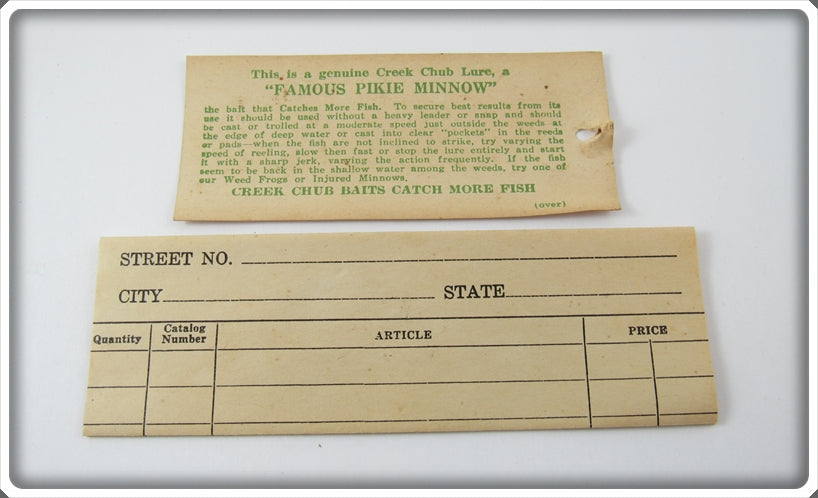 This is a genuine Creek Chub Lure, a
"FAMOUS PIKIE MINNOW"
the bait that Catches More Fish. To secure best results from its
use it should be used without a heavy leader or snap and should
be cast or trolled at a moderate speed just outside the weeds at
the edge of deep water or cast into clear "pockets" in the reeds
or pads—when the fish are not inclined to strike, try varying the
speed of reeling, slow then fast or stop the lure entirely and start
it with a sharp jerk, varying the action frequently. If the fish
seem to be back in the shallow water among the weeds, try one of
our Weed Frogs or Injured Minnows.
CREEK CHUB BAITS CATCH MORE FISH
(over)
STREET NO.
CITY STATE
Quantity Catalog Number ARTICLE PRICE